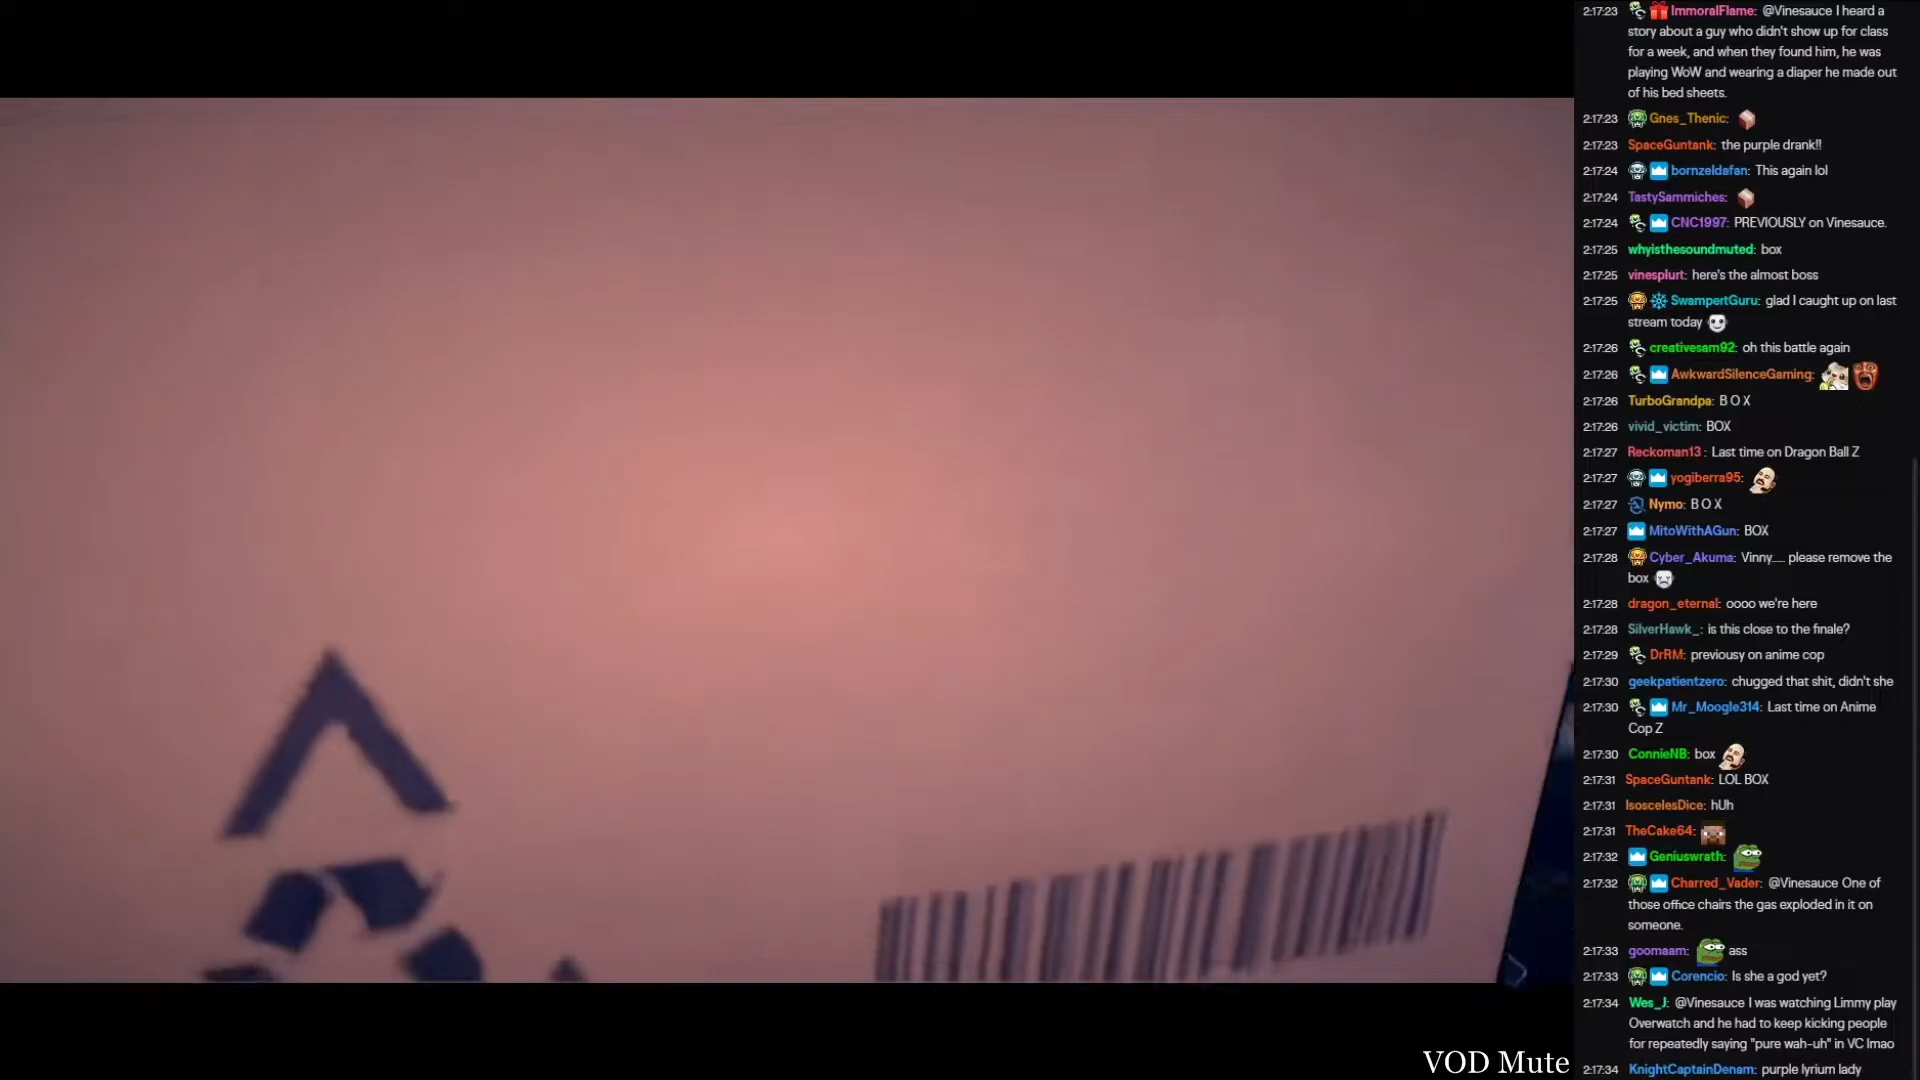 2:17:23 ImmoralFlame: @Vinesauce I heard a
story about a guy who didn't show up for class
for a week, and when they found him, he was
playing WoW and wearing a diaper he made out
of his bed sheets.
2:17:23 Gnes_Thenic:
2:17:23 SpaceGuntank: the purple drank!!
2:17:24 bornzeldafan: This again lol
2:17:24 TastySammiches:
2:17:24 CNC1997: PREVIOUSLY on Vinesauce.
2:17:25 whyisthesoundmuted: box
2:17:25 vinesplurt: here's the almost boss
2:17:25 SwampertGuru: glad I caught up on last
stream today
2:17:26 creativesam92: oh this battle again
2:17:26 AwkwardSilenceGaming:
2:17:26 TurboGrandpa: B O X
2:17:26 vivid_victim: BOX
2:17:27 Reckoman13 : Last time on Dragon Ball Z
2:17:27 yogiberra95:
2:17:27 Nymo: B O X
2:17:27 MitoWithAGun: BOX
2:17:28 Cyber_Akuma: Vinny..... please remove the
box
2:17:28 dragon_eternal: oooo we're here
2:17:28 SilverHawk_: is this close to the finale?
2:17:29 DrRM: previousy on anime cop
2:17:30 geekpatientzero: chugged that shit, didn't she
2:17:30 Mr_Moogle314: Last time on Anime
Cop Z
2:17:30 ConnieNB: box
2:17:31 SpaceGuntank: LOL BOX
2:17:31 IsoscelesDice: hUh
2:17:31 TheCake64:
2:17:32 Geniuswrath:
2:17:32 Charred_Vader: @Vinesauce One of
those office chairs the gas exploded in it on
someone.
2:17:33 goomaam: ass
2:17:33 Corencio: Is she a god yet?
2:17:34 Wes_J: @Vinesauce I was watching Limmy play
Overwatch and he had to keep kicking people
for repeatedly saying "pure wah-uh" in VC lmao
2:17:34 KnightCaptainDenam: purple lyrium lady
VOD Mute